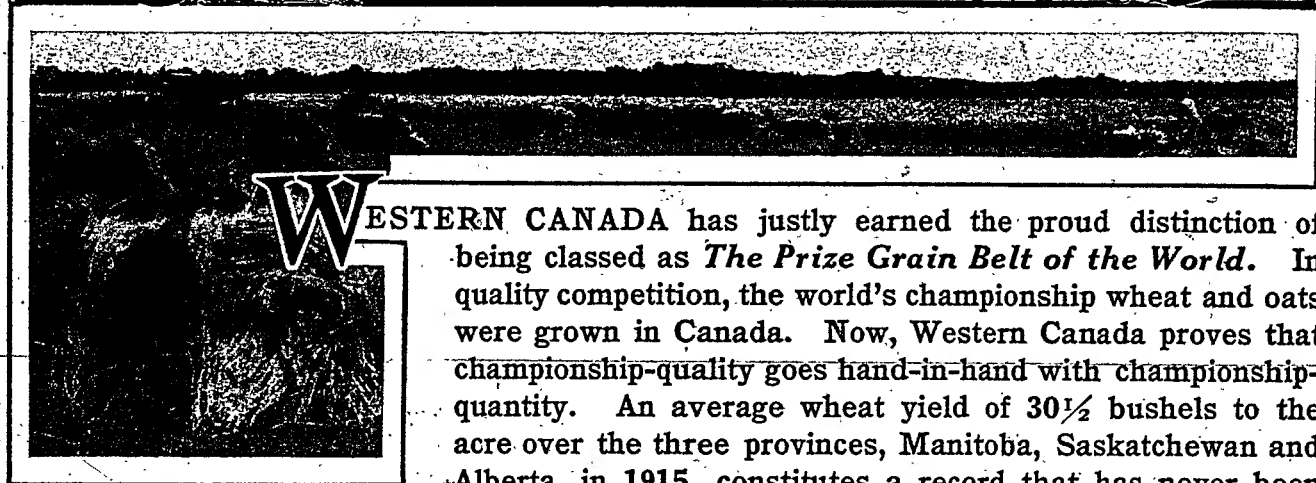 WESTERN CANADA has justly earned the proud distinction of
being classed as The Prize Grain Belt of the World. In
quality competition, the world's championship wheat and oats
were grown in Canada. Now, Western Canada proves that
championship-quality goes hand-in-hand with championship-
quantity. An average wheat yield of 30½ bushels to the
acre over the three provinces, Manitoba, Saskatchewan and
Alberta, in 1915, constitutes a record that has never been